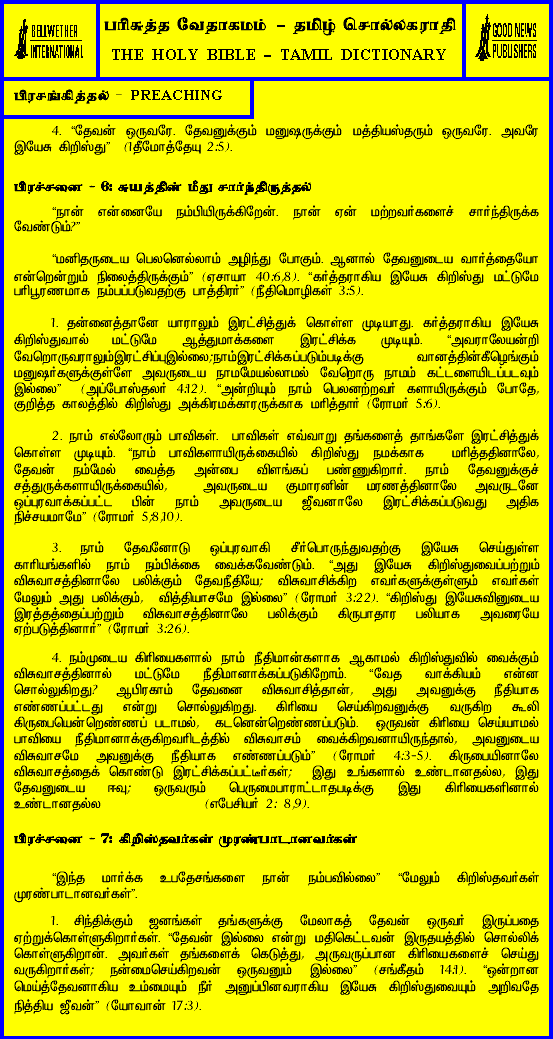 BELLWETHER
INTERNATIONAL
பரிசுத்த வேதாகமம் – தமிழ் சொல்லகராதி
THE HOLY BIBLE – TAMIL DICTIONARY
GOOD NEWS
PUBLISHERS
பிரசங்கித்தல் – PREACHING
4. “தேவன் ஒருவரே. தேவனுக்கும் மனுஷருக்கும் மத்தியஸ்தரும் ஒருவரே. அவரே
இயேசு கிறிஸ்து” (1தீமோத்தேயு 2:5).
பிரச்சனை – 6: சுயத்தின் மீது சார்ந்திருத்தல்
“நான் என்னையே நம்பியிருக்கிறேன். நான் ஏன் மற்றவர்களைச் சார்ந்திருக்க
வேண்டும்?”
“மனிதருடைய பெலனெல்லாம் அழிந்து போகும். ஆனால் தேவனுடைய வார்த்தையோ
என்றென்றும் நிலைத்திருக்கும்” (ஏசாயா 40:6,8). “கர்த்தராகிய இயேசு கிறிஸ்து மட்டுமே
பரிபூரணமாக நம்பப்படுவதற்கு பாத்திரர்” (நீதிமொழிகள் 3:5).
1. தன்னைத்தானே யாராலும் இரட்சித்துக் கொள்ள முடியாது. கர்த்தராகிய இயேசு
கிறிஸ்துவால் மட்டுமே ஆத்துமாக்களை இரட்சிக்க முடியும். “அவராலேயன்றி
வேறொருவராலும்இரட்சிப்புஇல்லை;நாம்இரட்சிக்கப்படும்படிக்கு வானத்தின்கீழெங்கும்
மனுஷர்களுக்குள்ளே அவருடைய நாமமேயல்லாமல் வேறொரு நாமம் கட்டளையிடப்படவும்
இல்லை” (அப்போஸ்தலர் 4:12). “அன்றியும் நாம் பெலனற்றவர் களாயிருக்கும் போதே,
குறித்த காலத்தில் கிறிஸ்து அக்கிரமக்காரருக்காக மரித்தார் (ரோமர் 5:6).
2. நாம் எல்லோரும் பாவிகள். பாவிகள் எவ்வாறு தங்களைத் தாங்களே இரட்சித்துக்
கொள்ள முடியும். “நாம் பாவிகளாயிருக்கையில் கிறிஸ்து நமக்காக மரித்ததினாலே,
தேவன் நம்மேல் வைத்த அன்பை விளங்கப் பண்ணுகிறார். நாம் தேவனுக்குச்
சத்துருக்களாயிருக்கையில், அவருடைய குமாரனின் மரணத்தினாலே அவருடனே
ஒப்புரவாக்கப்பட்ட பின் நாம் அவருடைய ஜீவனாலே இரட்சிக்கப்படுவது அதிக
நிச்சயமாமே” (ரோமர் 5;8,10).
3. நாம் தேவனோடு ஒப்புரவாகி சீர்பொருந்துவதற்கு இயேசு செய்துள்ள
காரியங்களில் நாம் நம்பிக்கை வைக்கவேண்டும். “அது இயேசு கிறிஸ்துவைப்பற்றும்
விசுவாசத்தினாலே பலிக்கும் தேவநீதியே; விசுவாசிக்கிற எவர்களுக்குள்ளும் எவர்கள்
மேலும் அது பலிக்கும், வித்தியாசமே இல்லை” (ரோமர் 3:22). “கிறிஸ்து இயேசுவினுடைய
இரத்தத்தைப்பற்றும் விசுவாசத்தினாலே பலிக்கும் கிருபாதார பலியாக அவரையே
ஏற்படுத்தினார்” (ரோமர் 3:26).
4. நம்முடைய கிரியைகளால் நாம் நீதிமான்களாக ஆகாமல் கிறிஸ்துவில் வைக்கும்
விசுவாசத்தினால் மட்டுமே நீதிமானாக்கப்படுகிறோம். “வேத வாக்கியம் என்ன
சொல்லுகிறது? ஆபிரகாம் தேவனை விசுவாசித்தான், அது அவனுக்கு நீதியாக
எண்ணப்பட்டது என்று சொல்லுகிறது. கிரியை செய்கிறவனுக்கு வருகிற கூலி
கிருபையென்றெண்ணப் படாமல், கடனென்றெண்ணப்படும். ஒருவன் கிரியை செய்யாமல்
பாவியை நீதிமானாக்குகிறவரிடத்தில் விசுவாசம் வைக்கிறவனாயிருந்தால், அவனுடைய
விசுவாசமே அவனுக்கு நீதியாக எண்ணப்படும்” (ரோமர் 4:3-5). கிருபையினாலே
விசுவாசத்தைக் கொண்டு இரட்சிக்கப்பட்டீர்கள்; இது உங்களால் உண்டானதல்ல, இது
தேவனுடைய ஈவு; ஒருவரும் பெருமைபாராட்டாதபடிக்கு இது கிரியைகளினால்
உண்டானதல்ல (எபேசியர் 2: 8,9).
பிரச்சனை – 7: கிறிஸ்தவர்கள் முரண்பாடானவர்கள்
“இந்த மார்க்க உபதேசங்களை நான் நம்பவில்லை” “மேலும் கிறிஸ்தவர்கள்
முரண்பாடானவர்கள்”.
1. சிந்திக்கும் ஜனங்கள் தங்களுக்கு மேலாகத் தேவன் ஒருவர் இருப்பதை
ஏற்றுக்கொள்ளுகிறார்கள். “தேவன் இல்லை என்று மதிகெட்டவன் இருதயத்தில் சொல்லிக்
கொள்ளுகிறான். அவர்கள் தங்களைக் கெடுத்து, அருவருப்பான கிரியைகளைச் செய்து
வருகிறார்கள்; நன்மைசெய்கிறவன் ஒருவனும் இல்லை” (சங்கீதம் 14:1). “ஒன்றான
மெய்த்தேவனாகிய உம்மையும் நீர் அனுப்பினவராகிய இயேசு கிறிஸ்துவையும் அறிவதே
நித்திய ஜீவன்” (யோவான் 17:3).